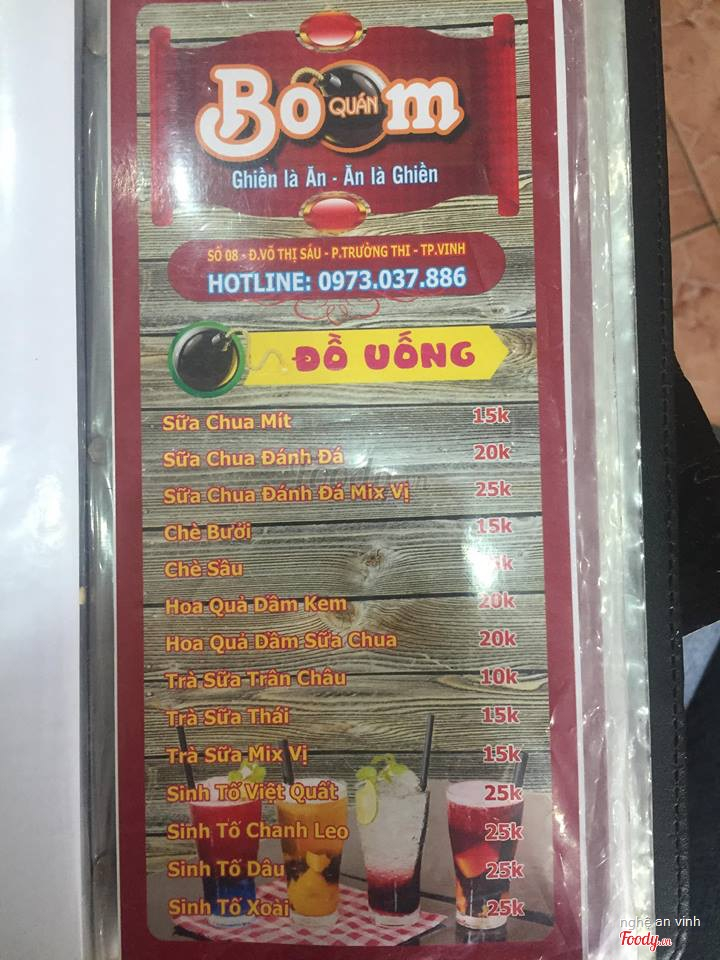 Boom
QUÁN
Ghiền là Ăn - Ăn là Ghiền
SỐ 08 - Đ.VÕ THỊ SÁU - P.TRƯỜNG THI - TP.VINH
HOTLINE: 0973.037.886
ĐỒ UỐNG
Sữa Chua Mít 15k
Sữa Chua Đánh Đá 20k
Sữa Chua Đánh Đá Mix Vị 25k
Chè Bưởi 15k
Chè Sầu
Hoa Quả Dầm Kem 20k
Hoa Quả Dầm Sữa Chua 20k
Trà Sữa Trân Châu 10k
Trà Sữa Thái 15k
Trà Sữa Mix Vị 15k
Sinh Tố Việt Quất 25k
Sinh Tố Chanh Leo 25k
Sinh Tố Dâu 25k
Sinh Tố Xoài 25k
nghệ an vinh
Foody.vn